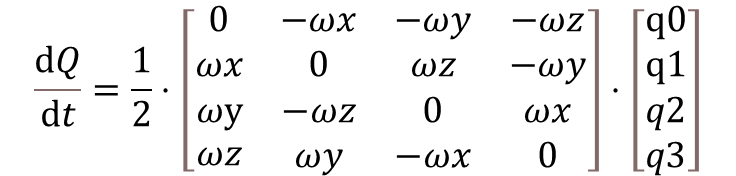 0 −ωx −ωy −ωz q0
dQ/dt = 1/2 · ωx 0 ωz −ωy · q1
ωy −ωz 0 ωx q2
ωz ωy −ωx 0 q3